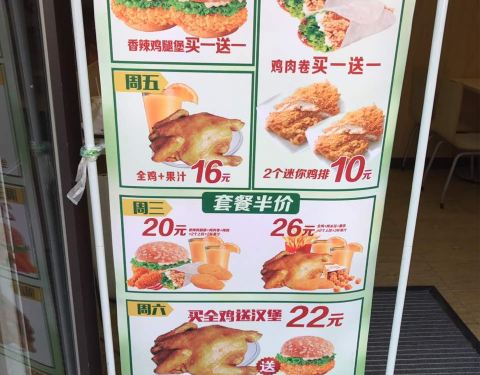 香辣鸡腿堡买一送一
鸡肉卷买一送一
周五
全鸡+果汁 16元
2个迷你鸡排 10元
套餐半价
周三
20元
26元
周六
买全鸡送汉堡 22元
送